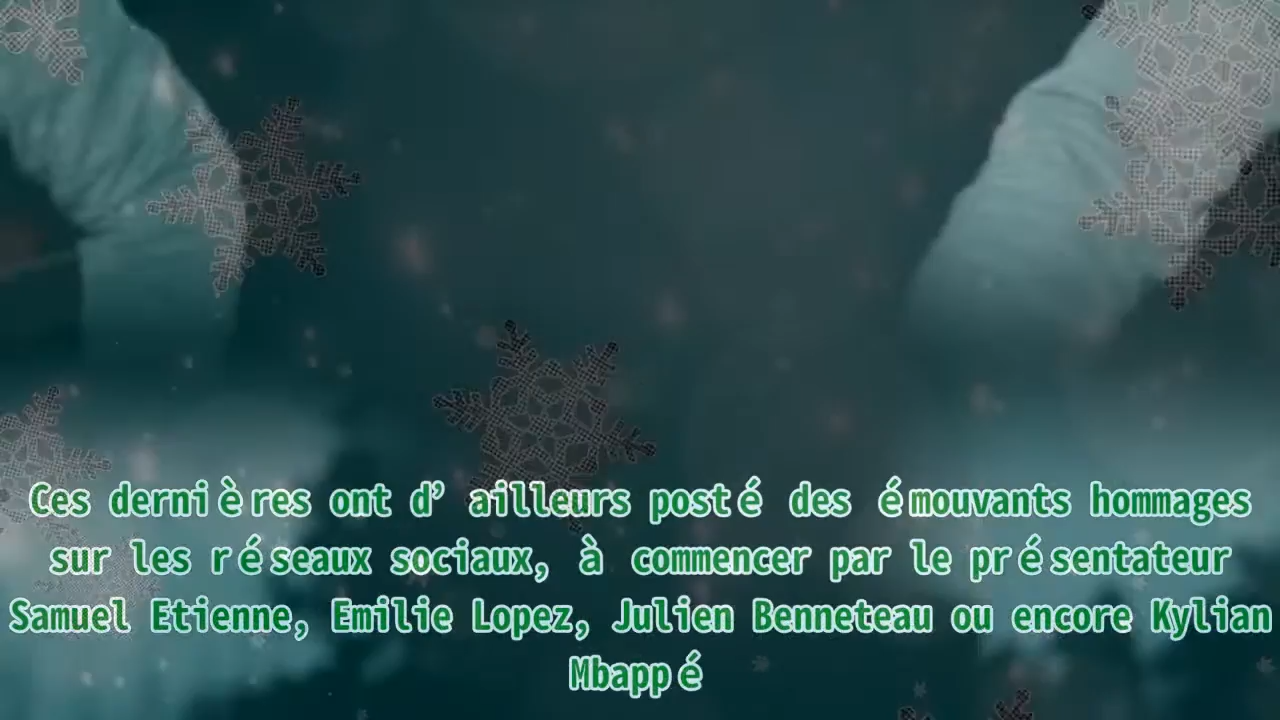 Ces dernières ont d’ailleurs posté des émouvants hommages
sur les réseaux sociaux, à commencer par le présentateur
Samuel Etienne, Emilie Lopez, Julien Benneteau ou encore Kylian
Mbappé